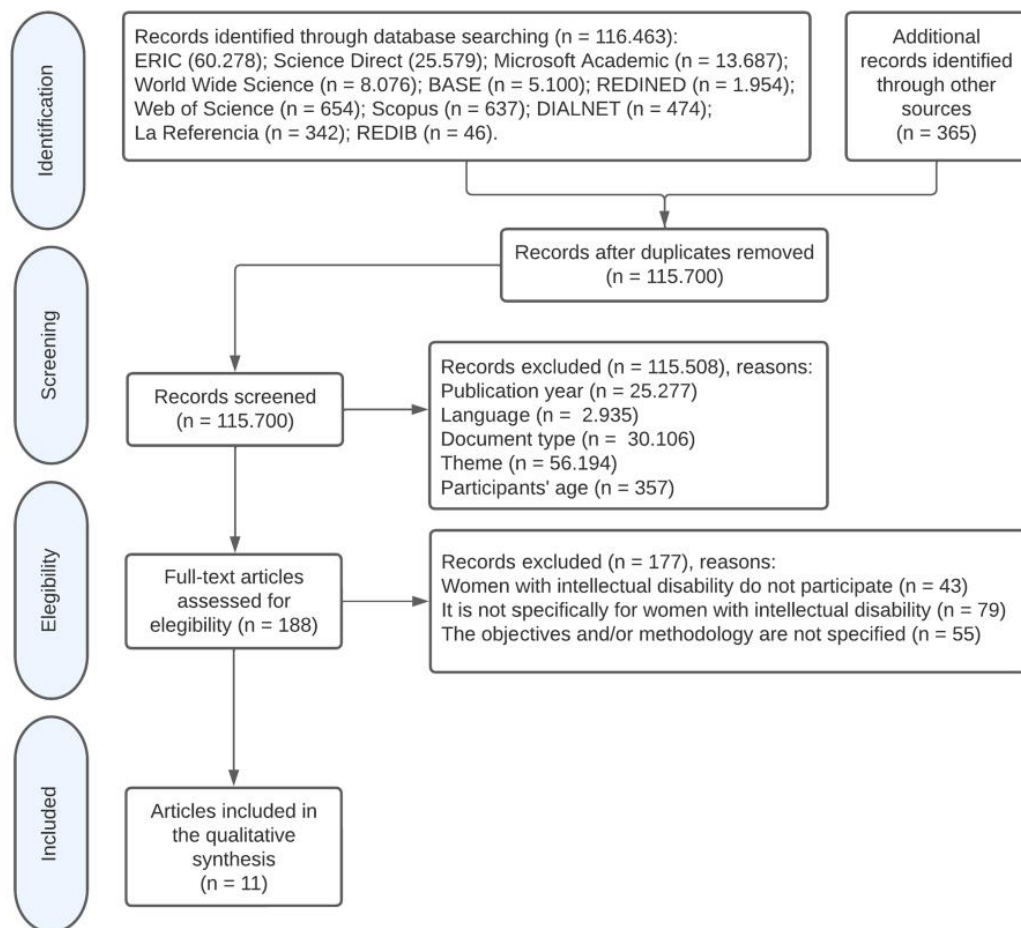 Identification
Records identified through database searching (n = 116.463):
ERIC (60.278); Science Direct (25.579); Microsoft Academic (n = 13.687);
World Wide Science (n = 8.076); BASE (n = 5.100); REDINED (n = 1.954);
Web of Science (n = 654); Scopus (n = 637); DIALNET (n = 474);
La Referencia (n = 342); REDIB (n = 46).
Additional
records identified
through other
sources
(n = 365)
Records after duplicates removed
(n = 115.700)
Screening
Records screened
(n = 115.700)
Records excluded (n = 115.508), reasons:
Publication year (n = 25.277)
Language (n = 2.935)
Document type (n = 30.106)
Theme (n = 56.194)
Participants' age (n = 357)
Elegibility
Full-text articles
assessed for
elegibility (n = 188)
Records excluded (n = 177), reasons:
Women with intellectual disability do not participate (n = 43)
It is not specifically for women with intellectual disability (n = 79)
The objectives and/or methodology are not specified (n = 55)
Included
Articles included in
the qualitative
synthesis
(n = 11)